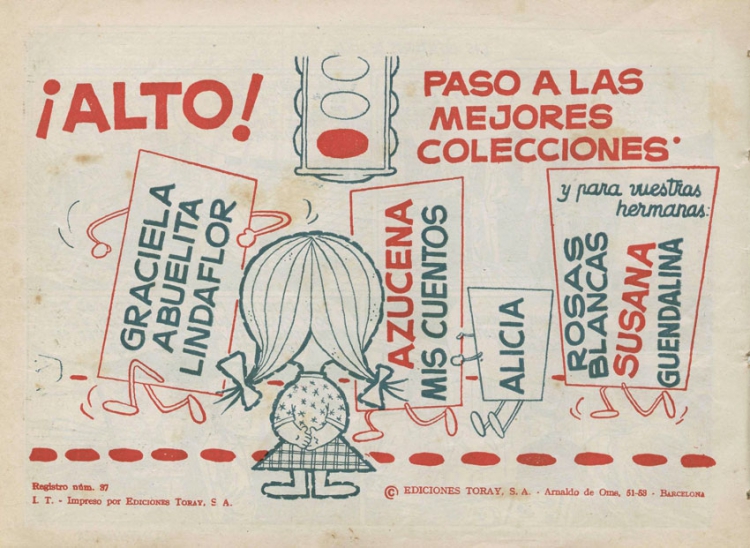 ¡ALTO!
PASO A LAS
MEJORES
COLECCIONES·
GRACIELA
ABUELITA
LINDAFLOR
AZUCENA
MIS CUENTOS
ALICIA
y para vuestras
hermanas:
ROSAS
BLANCAS
SUSANA
GUENDALINA
Registro núm. 37
I. T. - Impreso por EDICIONES TORAY, S. A.
© EDICIONES TORAY, S. A. - Arnaldo de Oms, 51-53 - BARCELONA